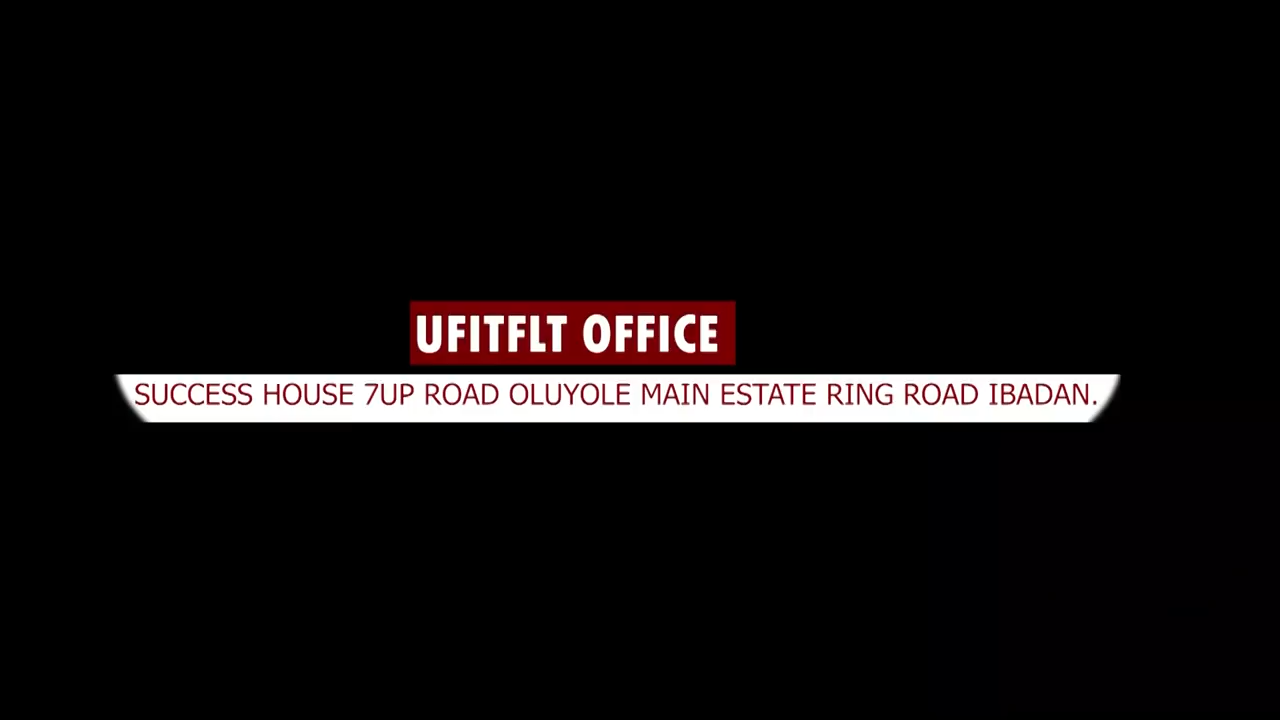 UFITFLT OFFICE
SUCCESS HOUSE 7UP ROAD OLUYOLE MAIN ESTATE RING ROAD IBADAN.